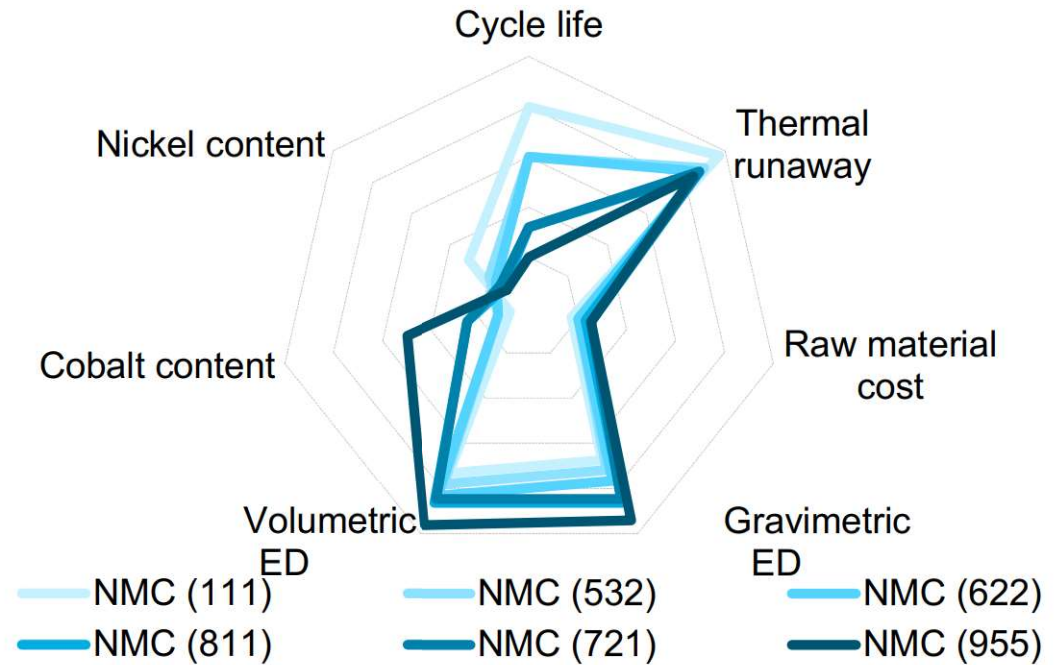 Cycle life
Thermal
runaway
Nickel content
Raw material
cost
Cobalt content
Volumetric
ED
Gravimetric
ED
NMC (111)
NMC (532)
NMC (622)
NMC (811)
NMC (721)
NMC (955)